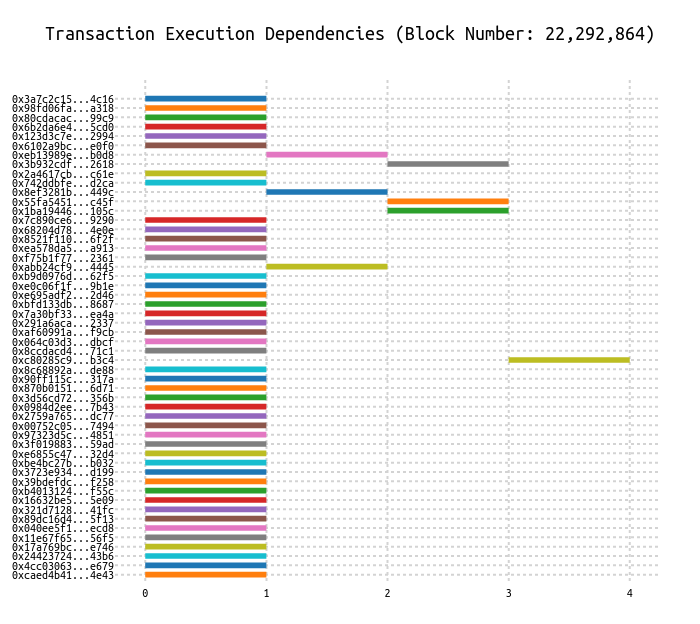 Transaction Execution Dependencies (Block Number: 22,292,864)
0x3a7c2c15...4c16
0x98fd06fa...a318
0x80cdacac...99c9
0x6b2da6e4...5cd0
0x123d3c7e...2994
0x6102a9bc...e0f0
0xeb13989e...b0d8
0x3b932cdf...2618
0x2a4617cb...c61e
0x742ddbfe...d2ca
0x8ef3281b...449c
0x55fa5451...c45f
0x1ba19446...105c
0x7c890ce6...9290
0x68204d78...4e0e
0x8521f110...6f2f
0xea578da5...a913
0xf75b1f77...2361
0xabb24cf9...4445
0xb9d0976d...62f5
0xe0c06f1f...9b1e
0xe695adf2...2d46
0xbfd133db...8687
0x7a30bf33...ea4a
0x291a6aca...2337
0xaf60991a...f9cb
0x064c03d3...dbcf
0x8ccdacd4...71c1
0xc80285c9...b3c4
0x8c68892a...de88
0x90ff115c...317a
0x870b0151...6d71
0x3d56cd72...356b
0x0984d2ee...7b43
0x2759a765...dc77
0x00752c05...7494
0x97323d5c...4851
0x3f019883...59ad
0xe6855c47...32d4
0xbe4bc27b...b032
0x3723e934...d199
0x39bdefdc...f258
0xb4013124...f55c
0x16632be5...5e09
0x321d7128...41fc
0x89dc16d4...5f13
0x040ee5f1...ecd8
0x11e67f65...56f5
0x17a769bc...e746
0x24423724...43b6
0x4cc03063...e679
0xcaed4b41...4e43
0 1 2 3 4